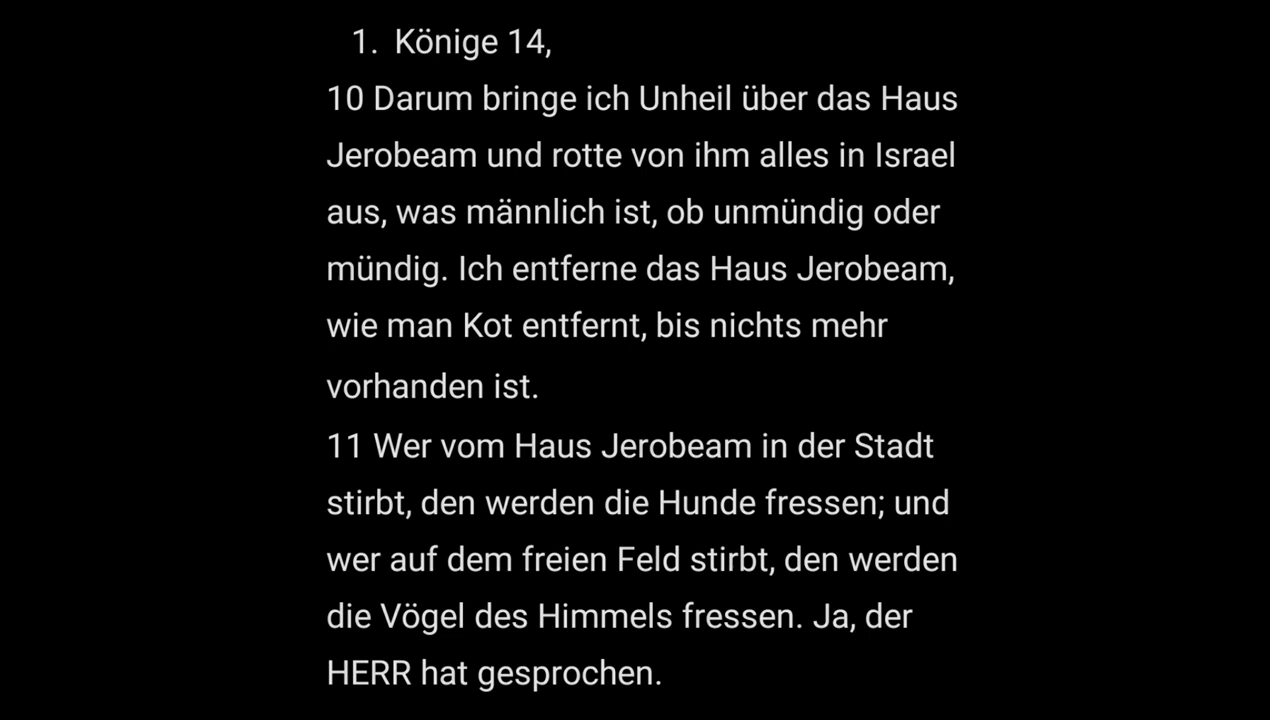 1. Könige 14,
10 Darum bringe ich Unheil über das Haus
Jerobeam und rotte von ihm alles in Israel
aus, was männlich ist, ob unmündig oder
mündig. Ich entferne das Haus Jerobeam,
wie man Kot entfernt, bis nichts mehr
vorhanden ist.
11 Wer vom Haus Jerobeam in der Stadt
stirbt, den werden die Hunde fressen; und
wer auf dem freien Feld stirbt, den werden
die Vögel des Himmels fressen. Ja, der
HERR hat gesprochen.